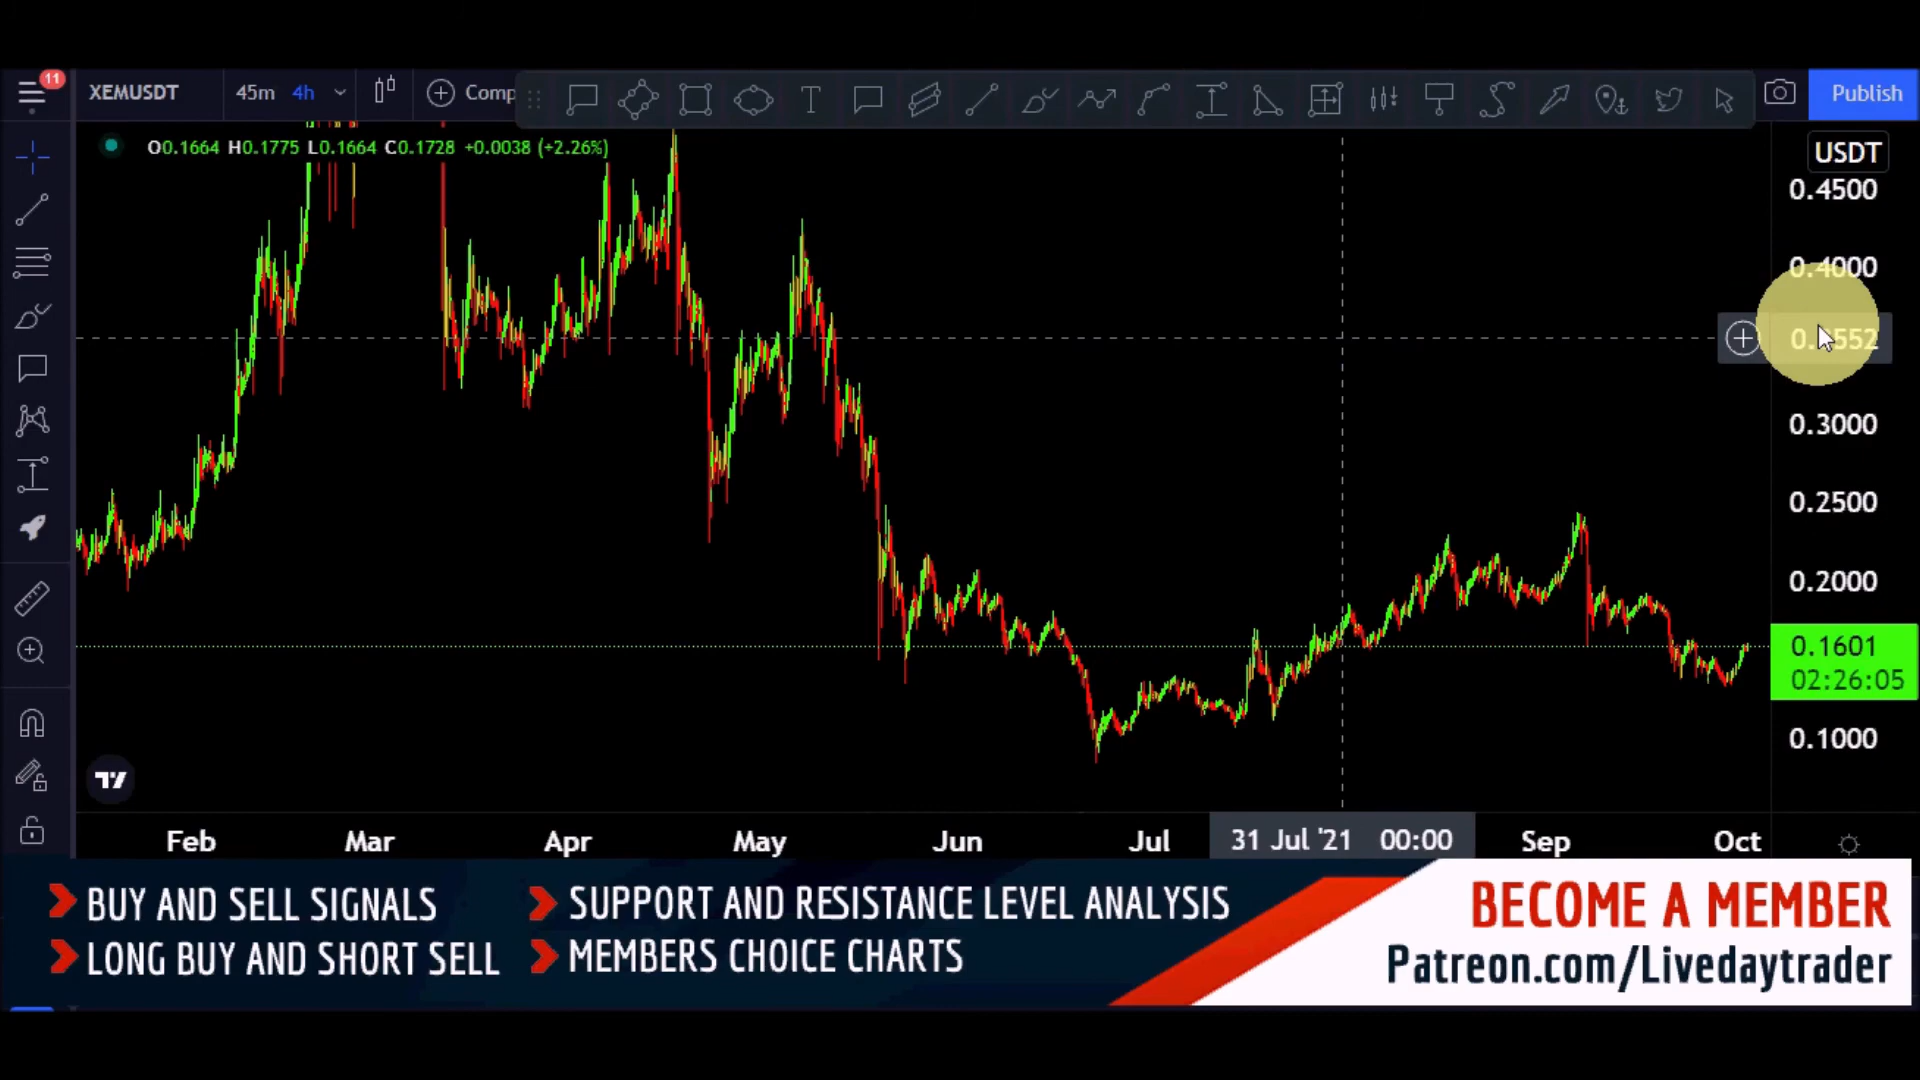 11
XEMUSDT 45m 4h Comp Publish
O0.1664 H0.1775 L0.1664 C0.1728 +0.0038 (+2.26%)
USDT
0.4500
0.4000
0.3000
0.2500
0.2000
0.1601
02:26:05
0.1000
Feb Mar Apr May Jun Jul 31 Jul '21 00:00 Sep Oct
BUY AND SELL SIGNALS
LONG BUY AND SHORT SELL
SUPPORT AND RESISTANCE LEVEL ANALYSIS
MEMBERS CHOICE CHARTS
BECOME A MEMBER
Patreon.com/Livedaytrader